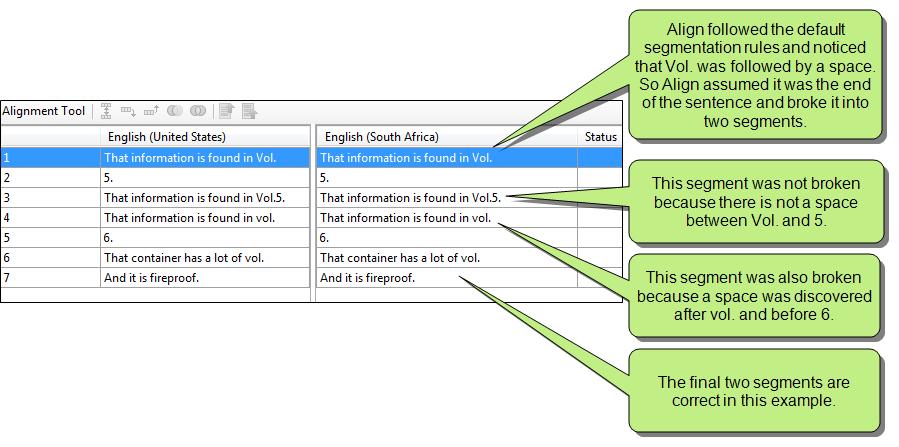 Alignment Tool
English (United States) English (South Africa) Status
1 That information is found in Vol. That information is found in Vol.
2 5. 5.
3 That information is found in Vol.5. That information is found in Vol.5.
4 That information is found in vol. That information is found in vol.
5 6. 6.
6 That container has a lot of vol. That container has a lot of vol.
7 And it is fireproof. And it is fireproof.
Align followed the default
segmentation rules and noticed
that Vol. was followed by a space.
So Align assumed it was the end
of the sentence and broke it into
two segments.
This segment was not broken
because there is not a space
between Vol. and 5.
This segment was also broken
because a space was discovered
after vol. and before 6.
The final two segments are
correct in this example.